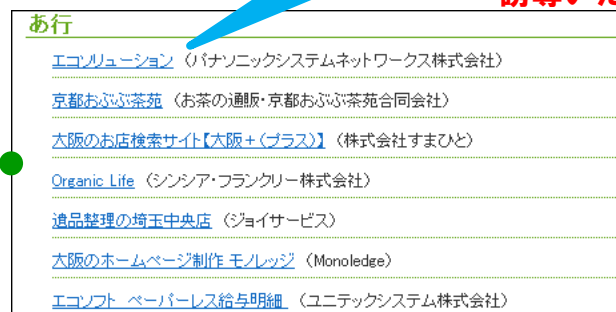 あ行
エコソリューション （パナソニックシステムネットワークス株式会社）
京都おぶぶ茶苑 （お茶の通販・京都おぶぶ茶苑合同会社）
大阪のお店検索サイト【大阪＋（プラス）】 （株式会社すまひと）
Organic Life （シンシア・フランクリー株式会社）
遺品整理の埼玉中央店 （ジョイサービス）
大阪のホームページ制作 モノレッジ （Monoledge）
エコソフト ペーパーレス給与明細 （ユニテックシステム株式会社）